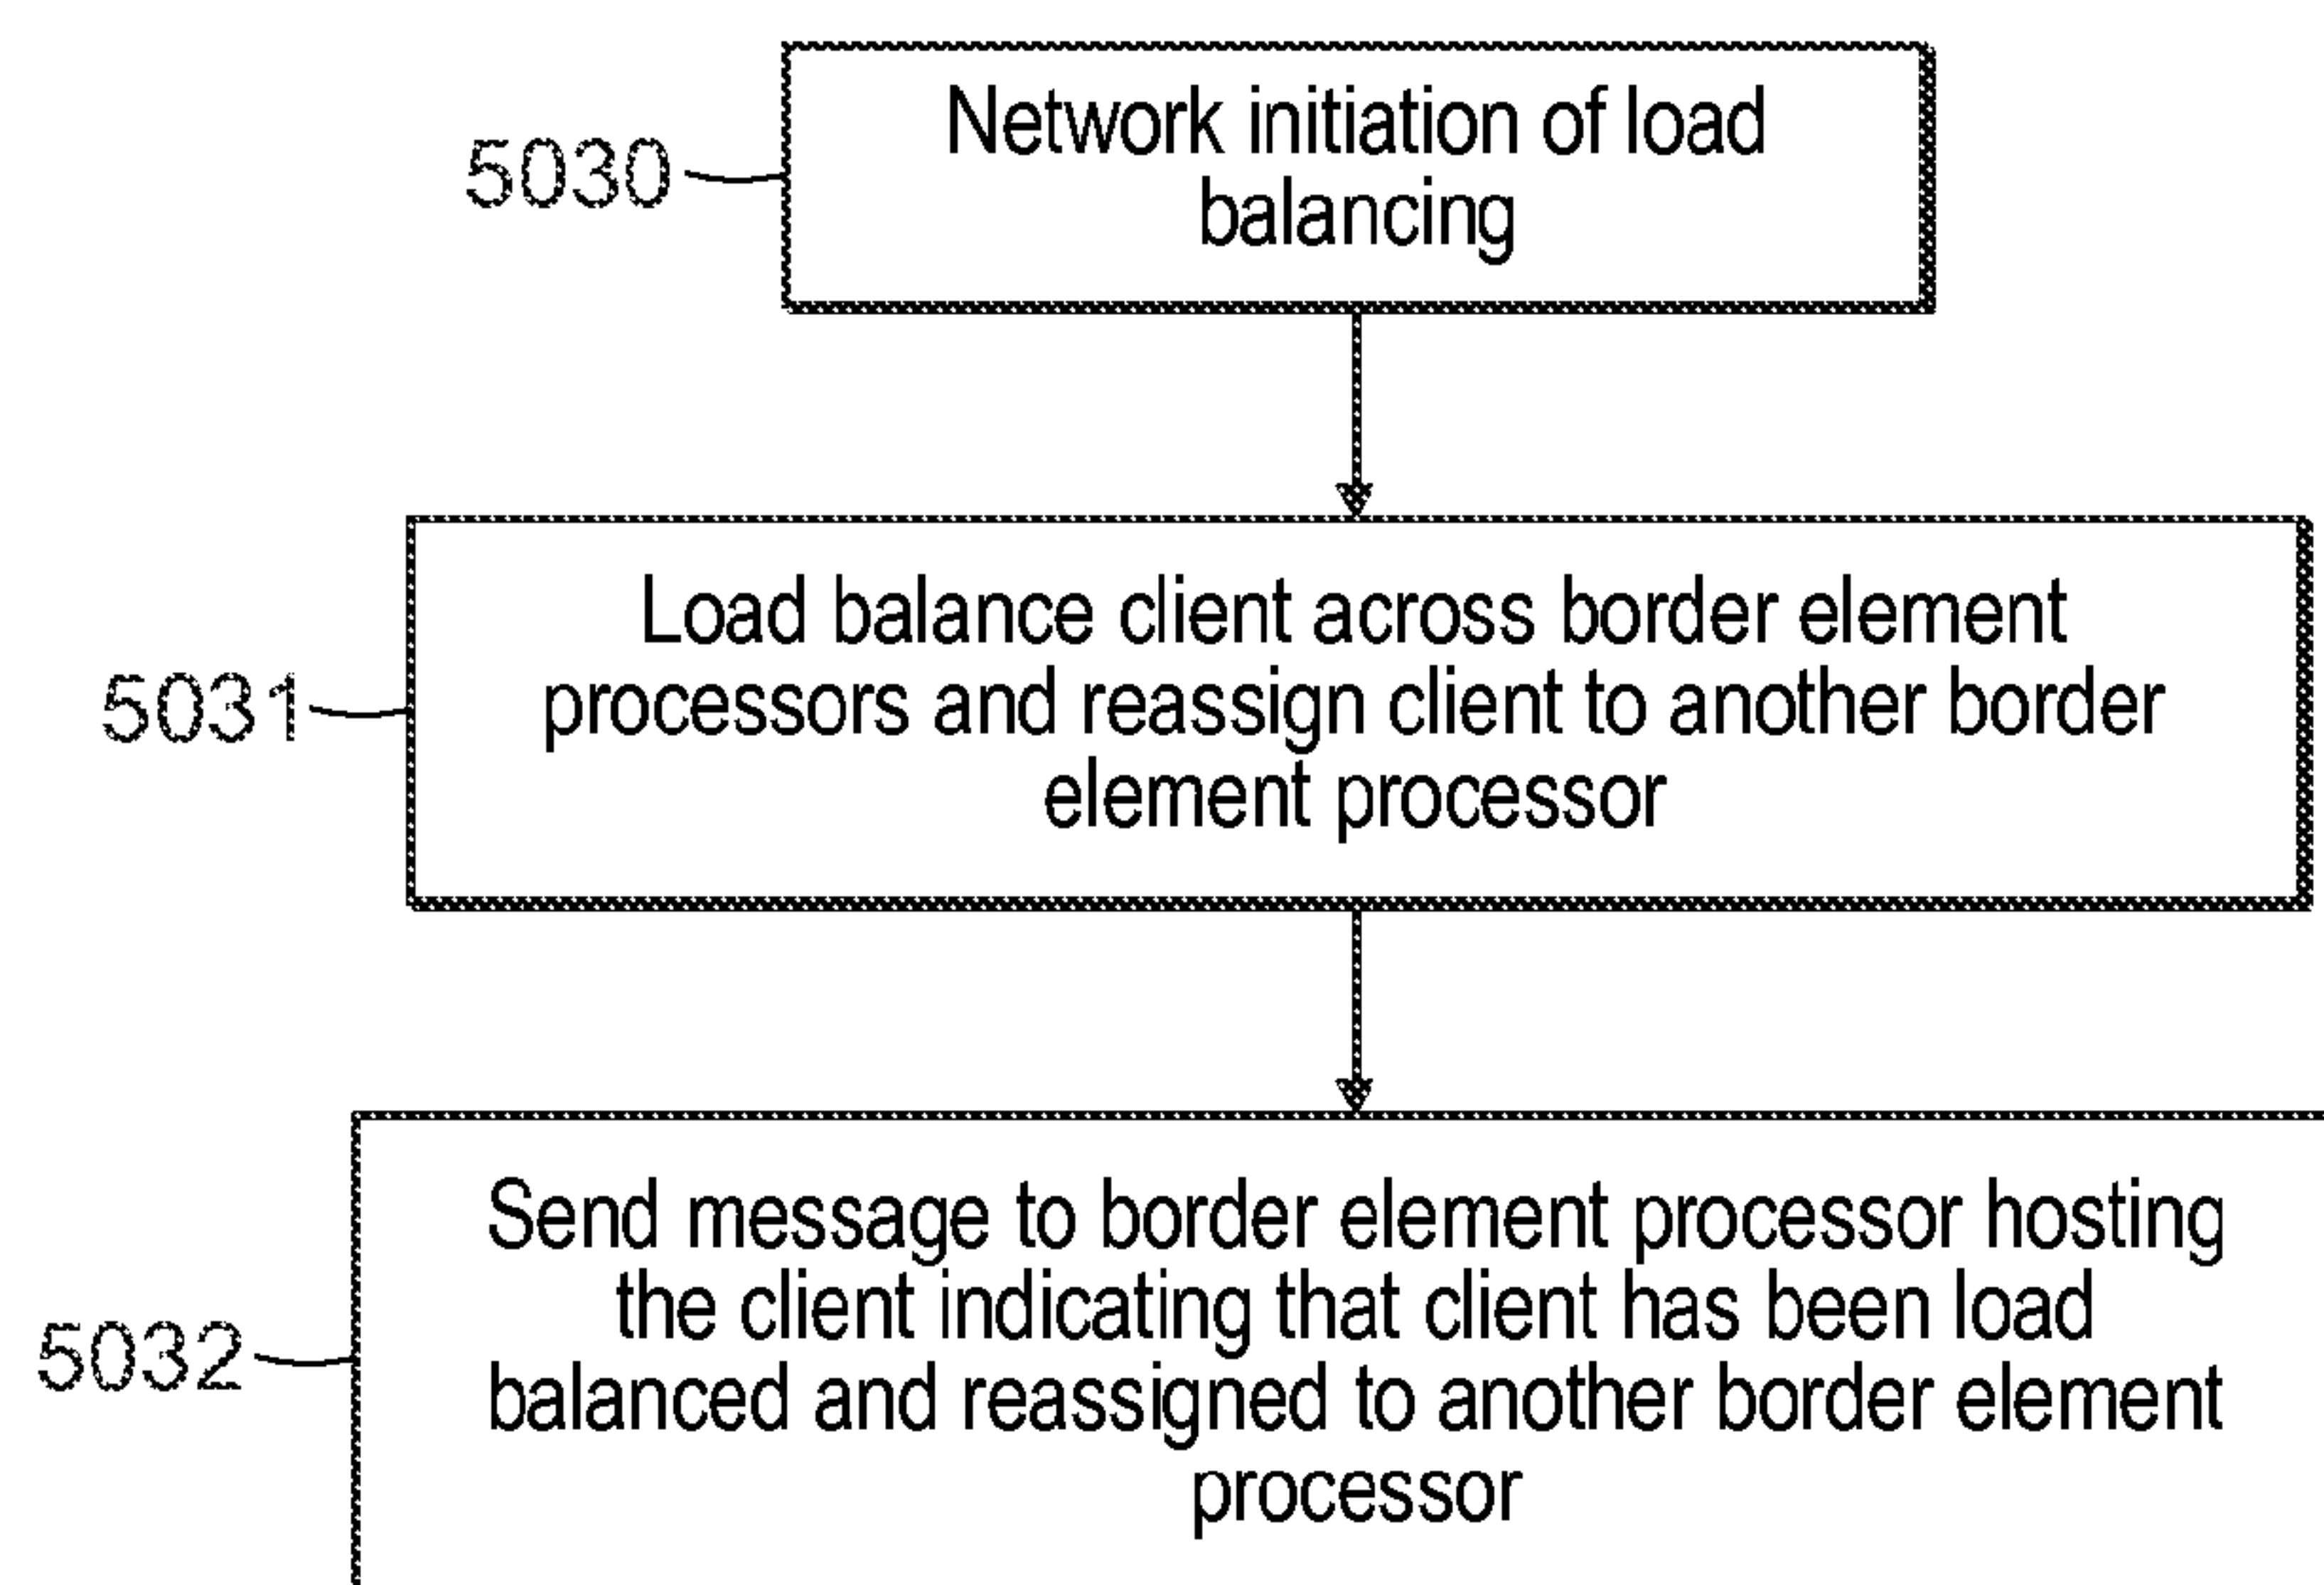 5030
Network initiation of load
balancing
5031
Load balance client across border element
processors and reassign client to another border
element processor
5032
Send message to border element processor hosting
the client indicating that client has been load
balanced and reassigned to another border element
processor